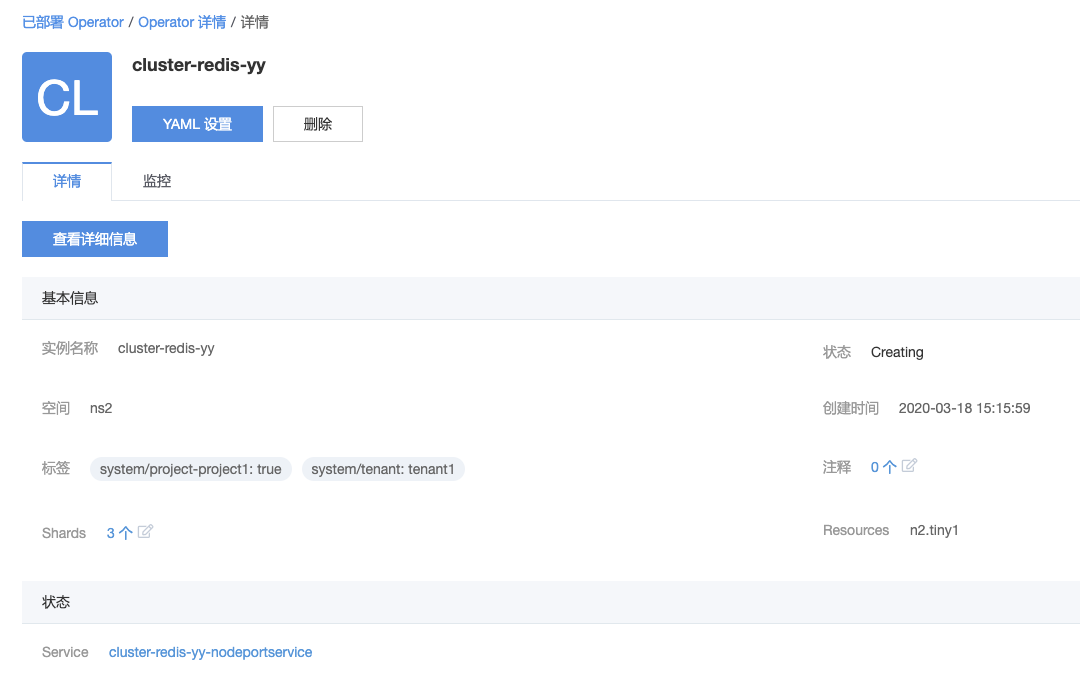 已部署 Operator / Operator 详情 / 详情
CL
cluster-redis-yy
YAML 设置 删除
详情 监控
查看详细信息
基本信息
实例名称 cluster-redis-yy 状态 Creating
空间 ns2 创建时间 2020-03-18 15:15:59
标签 system/project-project1: true system/tenant: tenant1 注释 0 个
Shards 3 个 Resources n2.tiny1
状态
Service cluster-redis-yy-nodeportservice